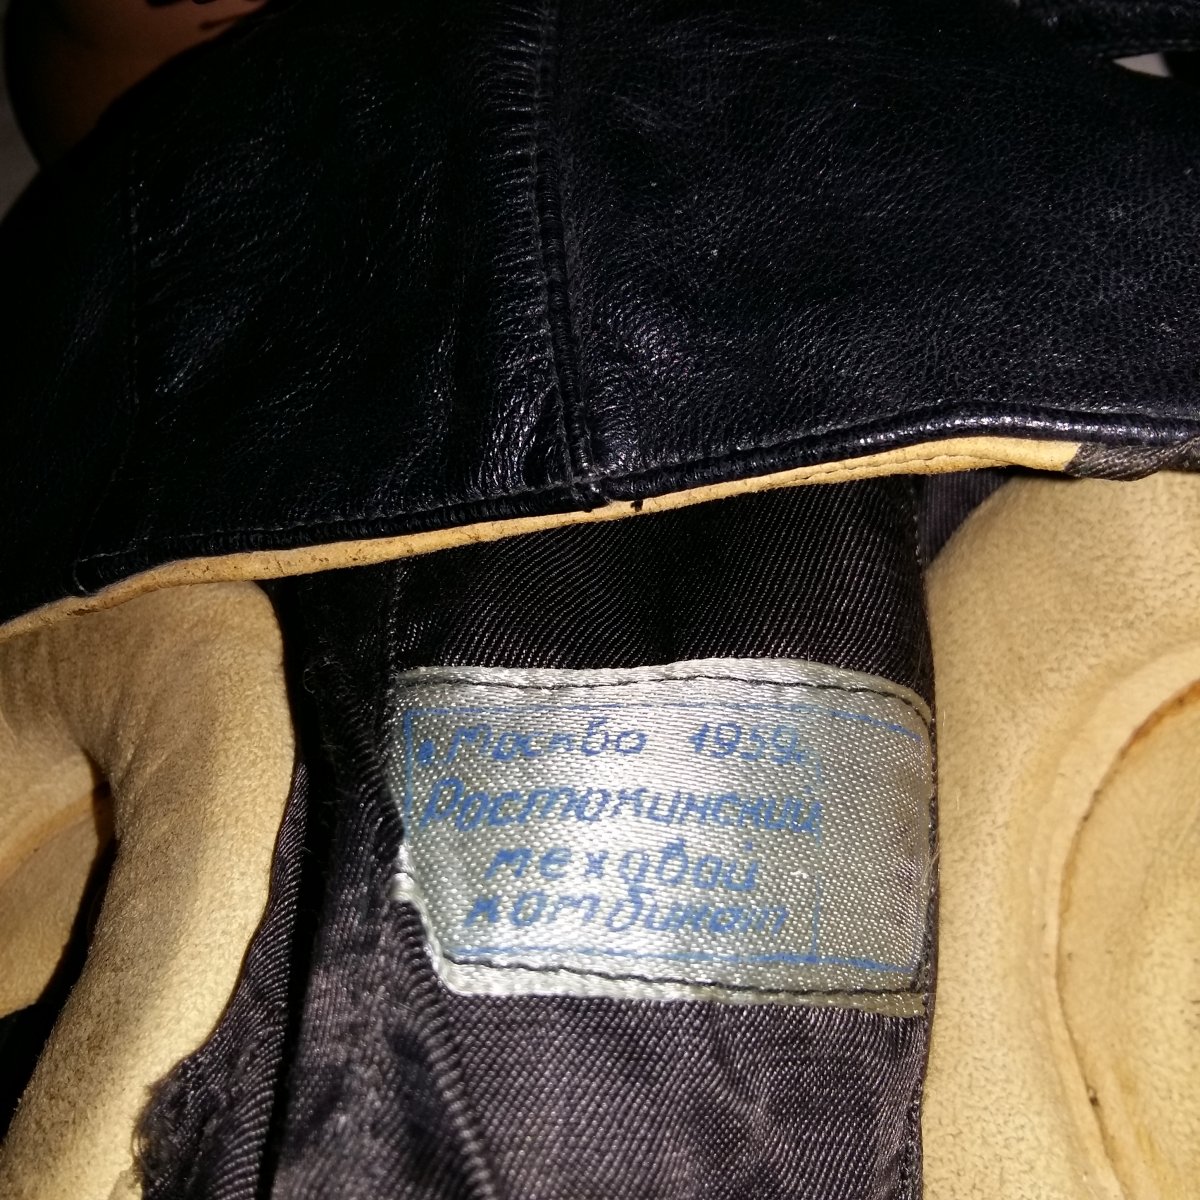 г. Москва 1959г.
Ростокинский
меховой
комбинат